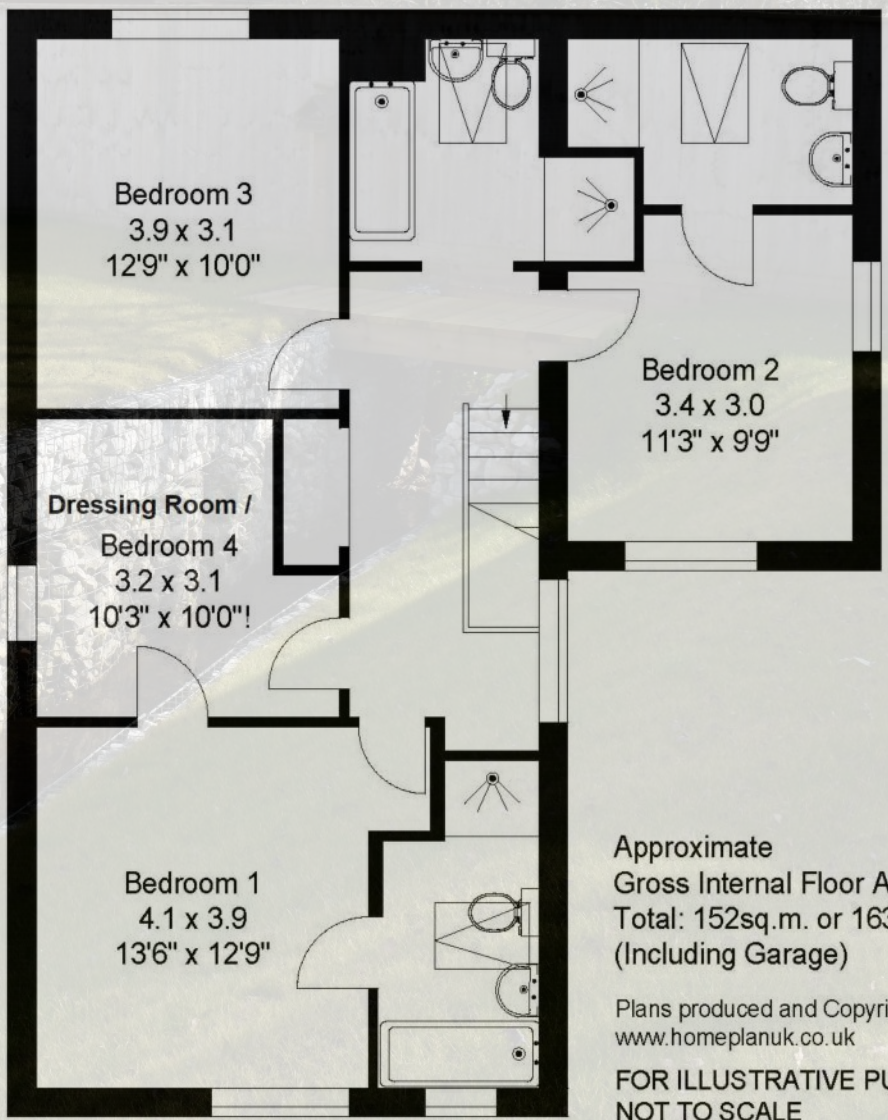 Bedroom 3
3.9 x 3.1
12'9" x 10'0"
Bedroom 2
3.4 x 3.0
11'3" x 9'9"
Dressing Room /
Bedroom 4
3.2 x 3.1
10'3" x 10'0"!
Bedroom 1
4.1 x 3.9
13'6" x 12'9"
Approximate
Gross Internal Floor A
Total: 152sq.m. or 163
(Including Garage)
Plans produced and Copyri
www.homeplanuk.co.uk
FOR ILLUSTRATIVE PU
NOT TO SCALE